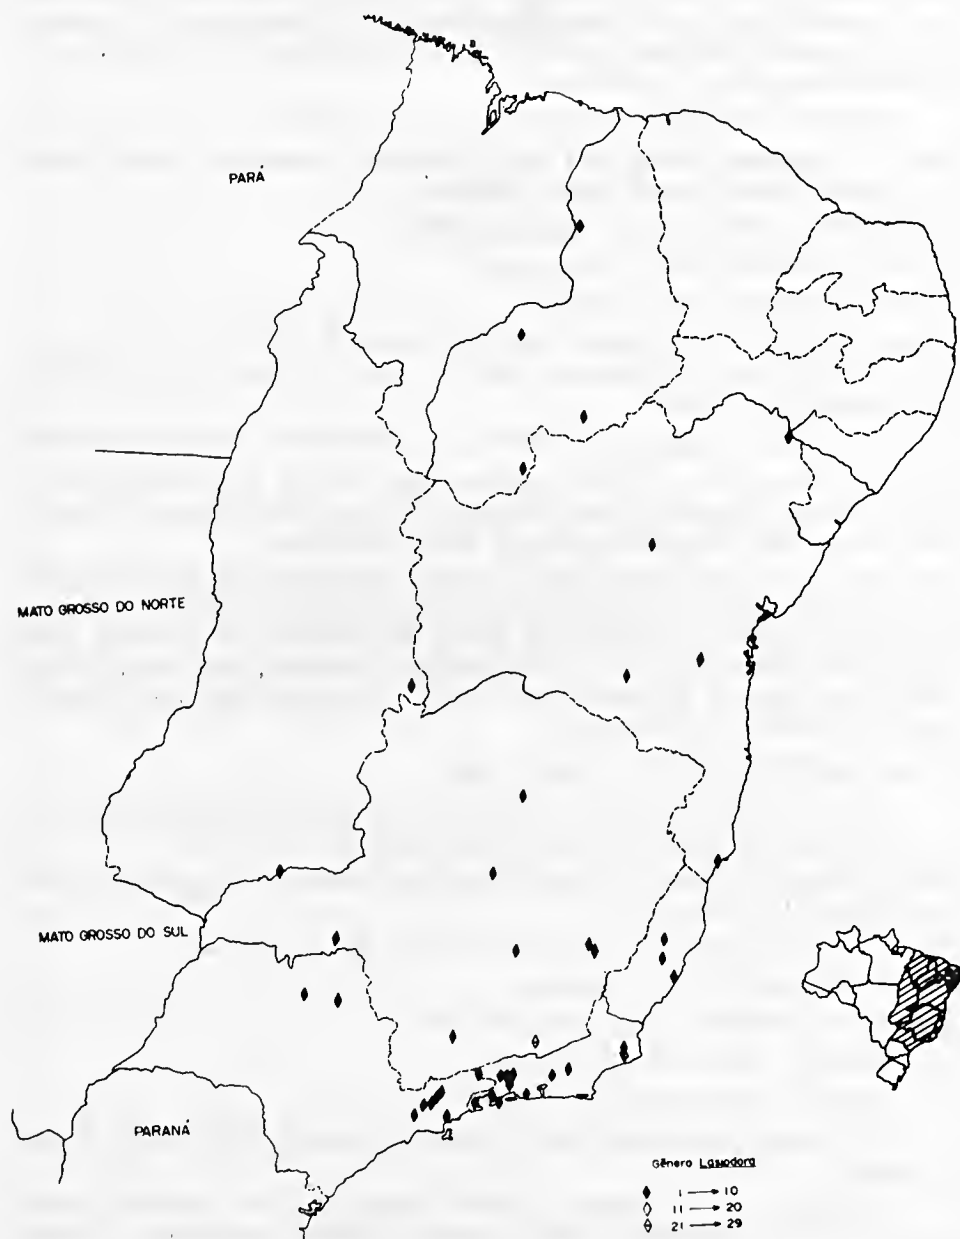 PARÁ
MATO GROSSO DO NORTE
MATO GROSSO DO SUL
PARANÁ
Gênero Lasiodora
1 → 10
11 → 20
21 → 29